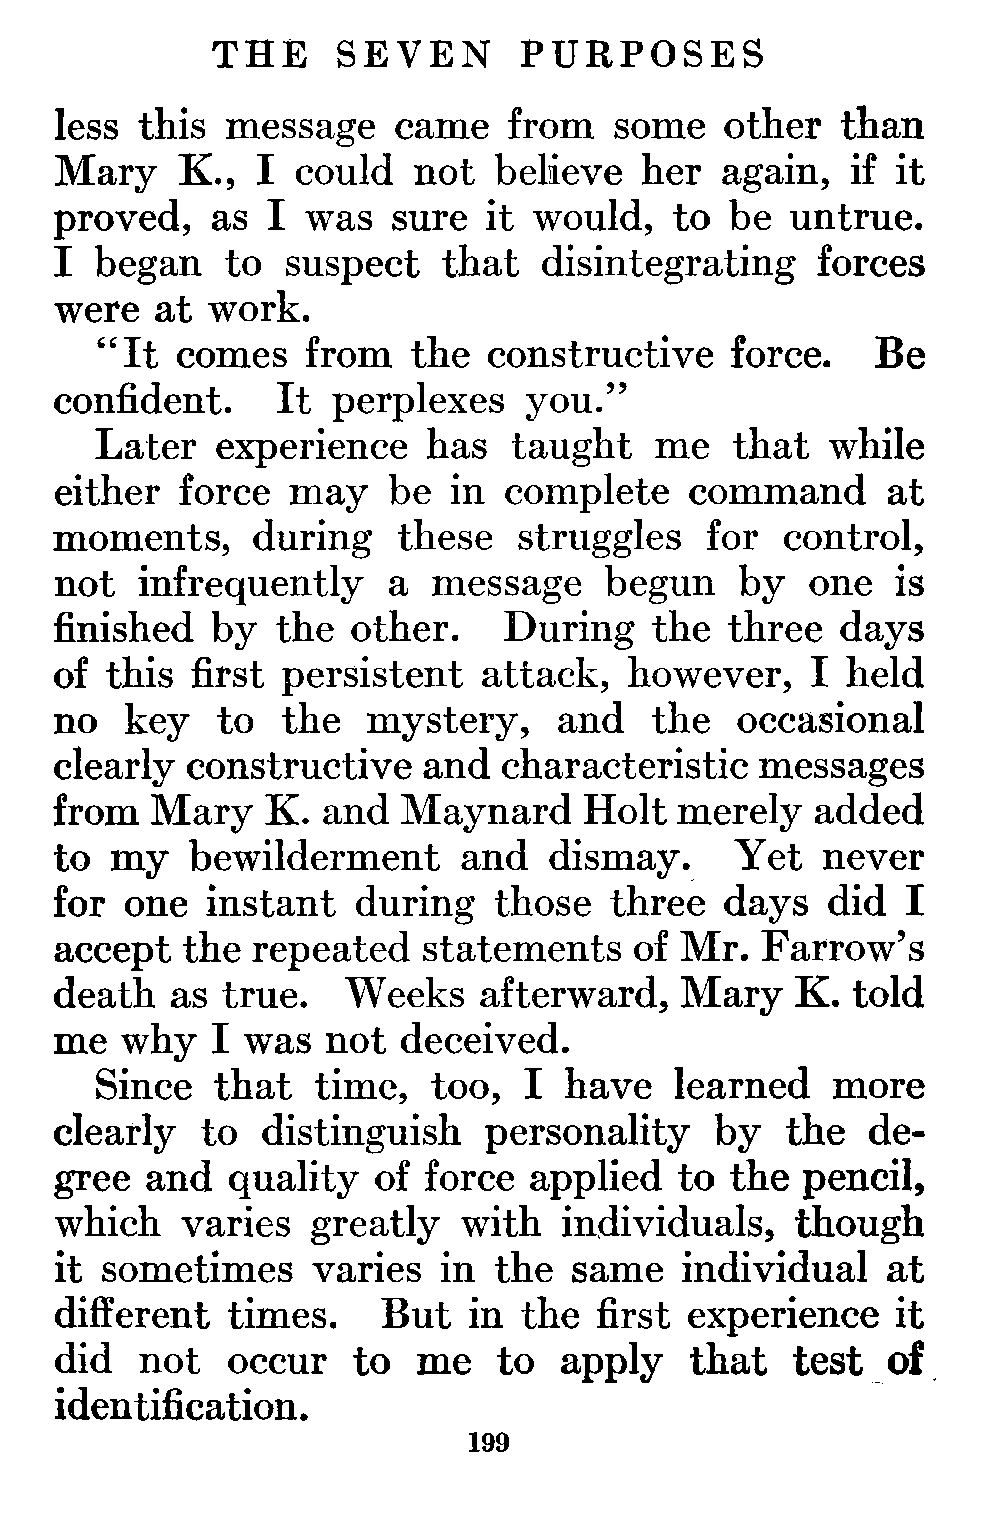 THE SEVEN PURPOSES
less this message came from some other than
Mary K., I could not believe her again, if it
proved, as I was sure it would, to be untrue.
I began to suspect that disintegrating forces
were at work.
"It comes from the constructive force. Be
confident. It perplexes you."
Later experience has taught me that while
either force may be in complete command at
moments, during these struggles for control,
not infrequently a message begun by one is
finished by the other. During the three days
of this first persistent attack, however, I held
no key to the mystery, and the occasional
clearly constructive and characteristic messages
from Mary K. and Maynard Holt merely added
to my bewilderment and dismay. Yet never
for one instant during those three days did I
accept the repeated statements of Mr. Farrow's
death as true. Weeks afterward, Mary K. told
me why I was not deceived.
Since that time, too, I have learned more
clearly to distinguish personality by the de-
gree and quality of force applied to the pencil,
which varies greatly with individuals, though
it sometimes varies in the same individual at
different times. But in the first experience it
did not occur to me to apply that test of
identification.
199